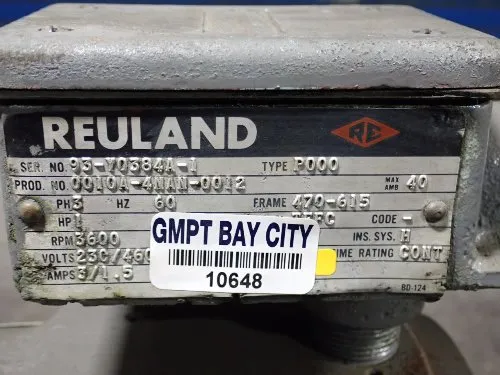 REULAND
RE
SER. NO. 93-V0384A-1 TYPE P000
PROD. NO. 0010A-4NAN-0012 MAX AMB 40
PH 3 HZ 60 FRAME 470-615
HP 1 CODE -
RPM 3600 INS. SYS. H
VOLTS 230/460 TIME RATING CONT
AMPS 3/1.5
BD-124
GMPT BAY CITY
10648